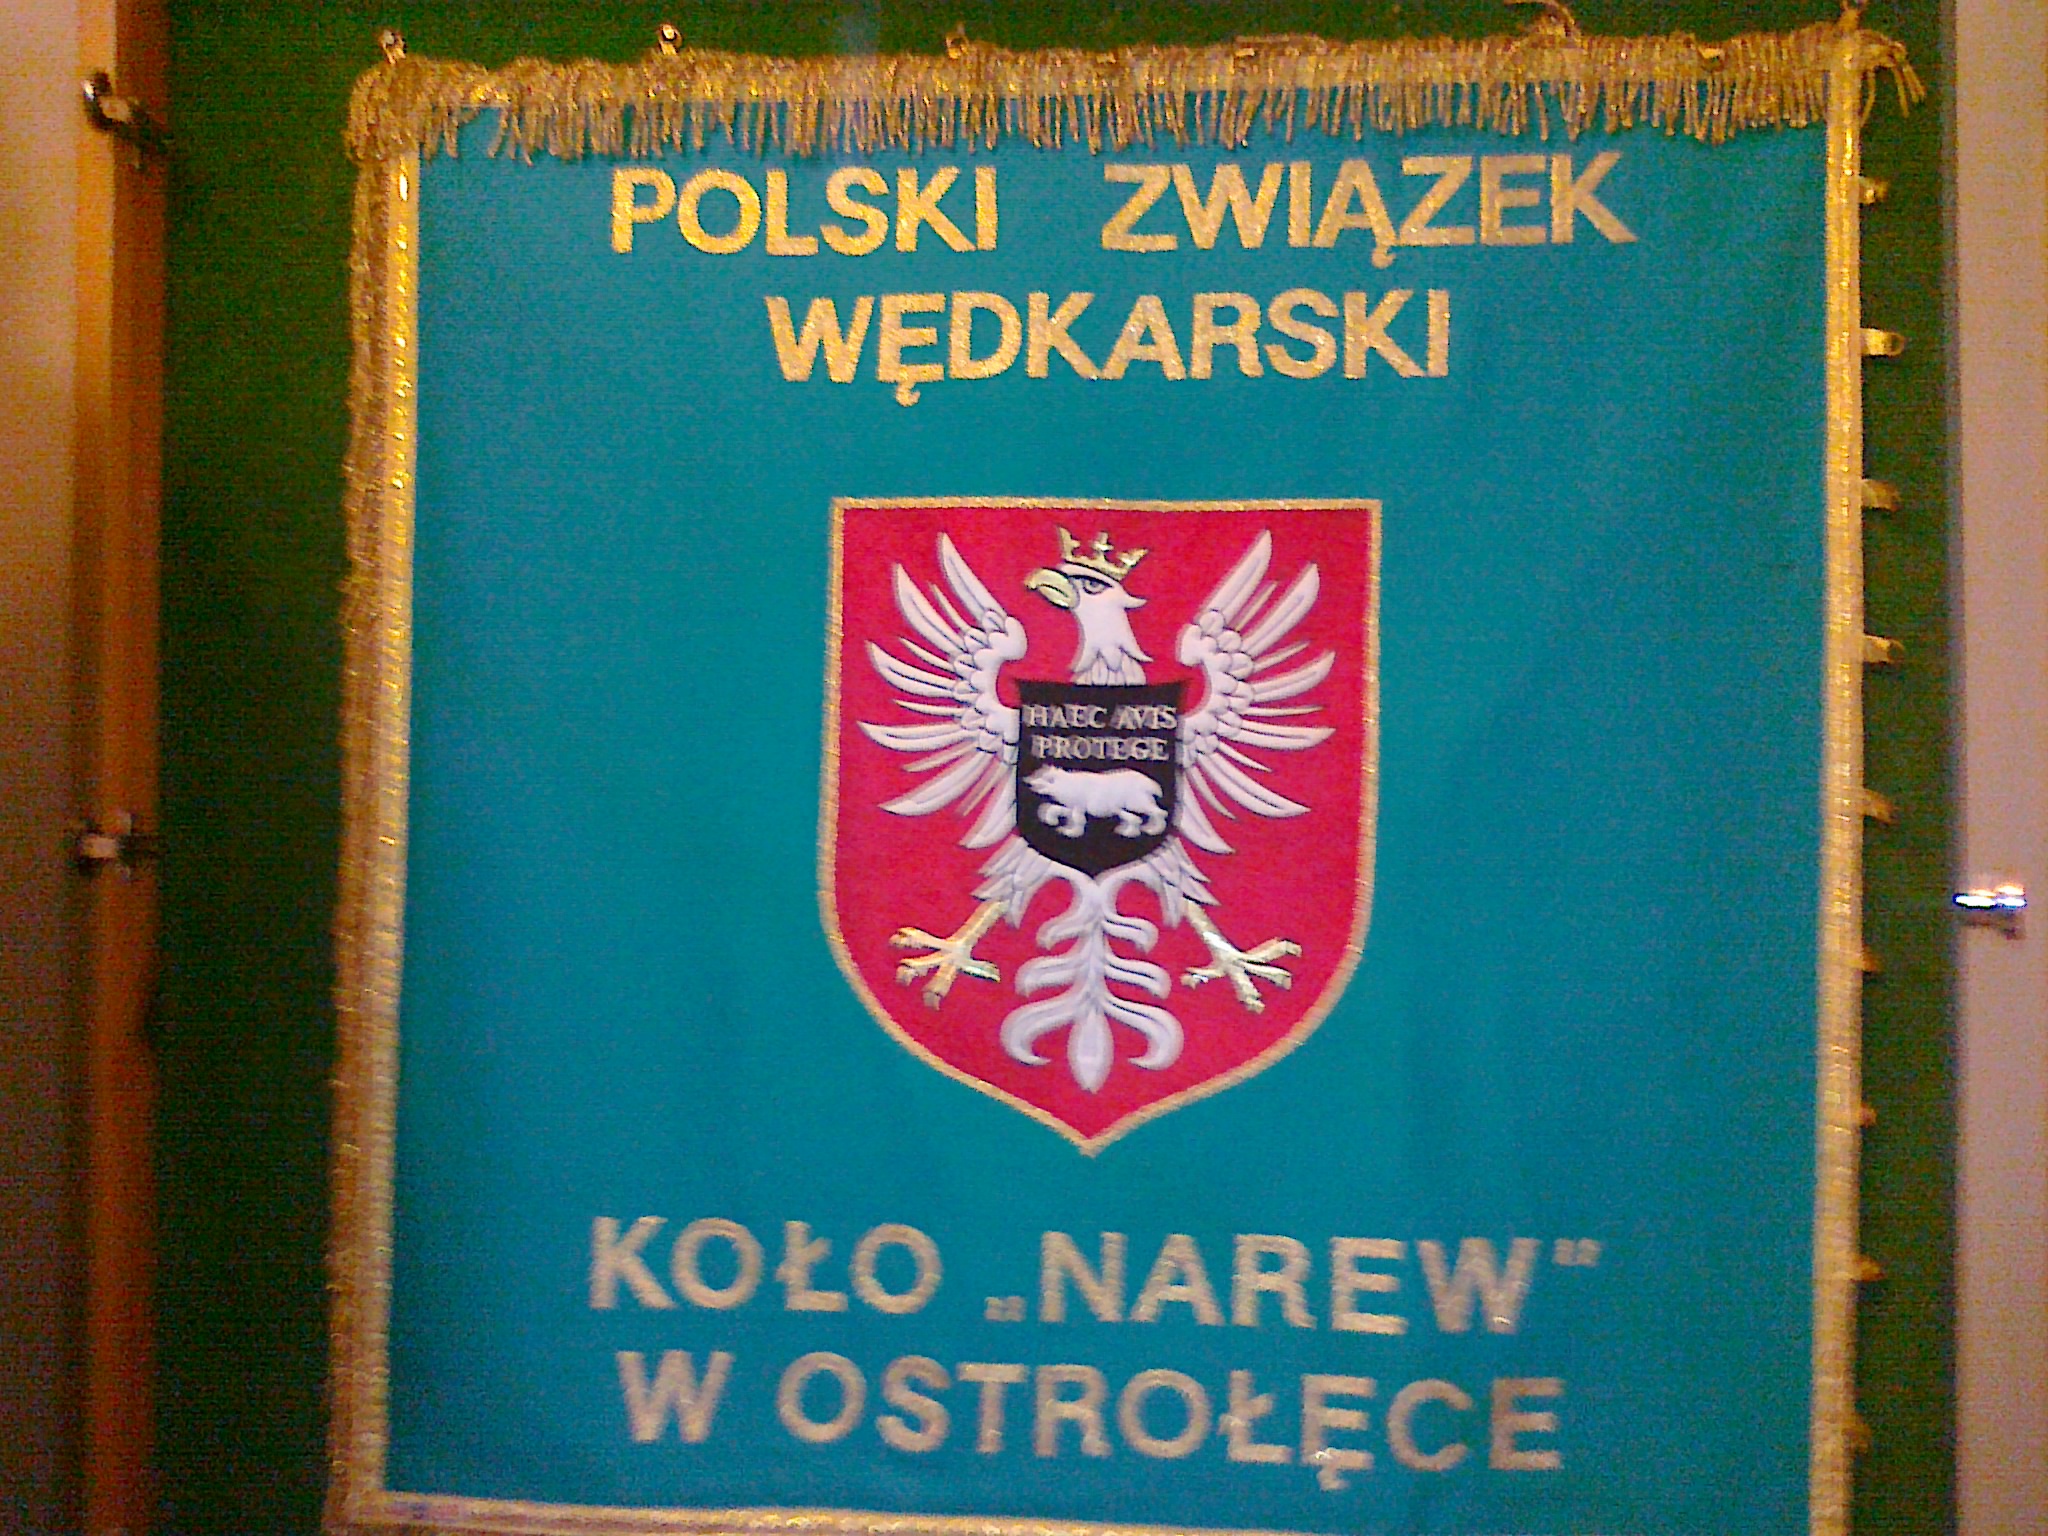 POLSKI ZWIĄZEK
WĘDKARSKI
HAEC AVIS
PROTEGE
KOŁO „NAREW”
W OSTROŁĘCE